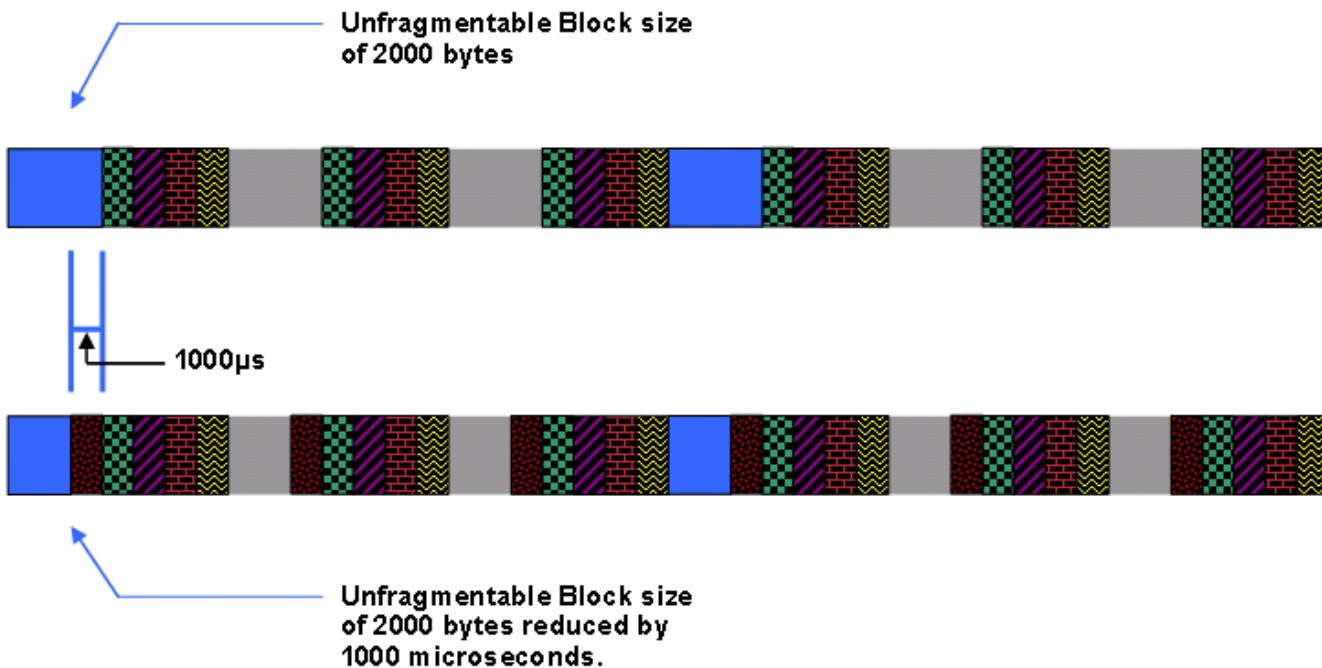 Unfragmentable Block size
of 2000 bytes
1000µs
Unfragmentable Block size
of 2000 bytes reduced by
1000 microseconds.